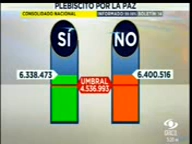 PLEBISCITO POR LA PAZ
CONSOLIDADO NACIONAL
SÍ
NO
6.338.473
6.400.516
UMBRAL
4.536.993